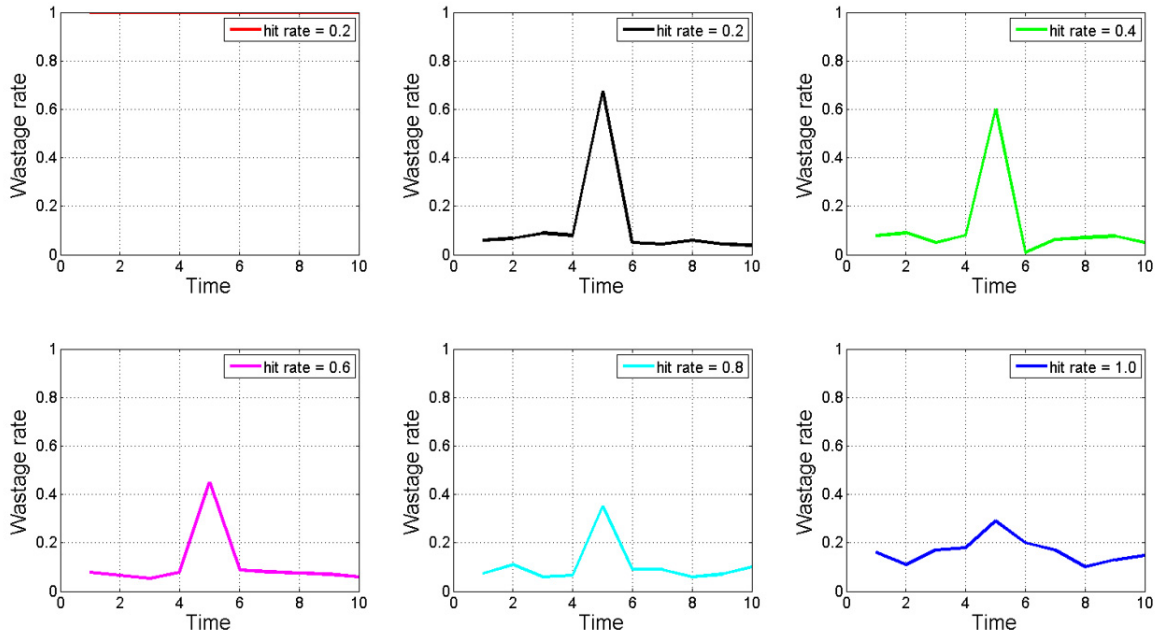 hit rate = 0.2
1
0.8
0.6
0.4
0.2
0
Wastage rate
0 2 4 6 8 10
Time
hit rate = 0.2
1
0.8
0.6
0.4
0.2
0
Wastage rate
0 2 4 6 8 10
Time
hit rate = 0.4
1
0.8
0.6
0.4
0.2
0
Wastage rate
0 2 4 6 8 10
Time
hit rate = 0.6
1
0.8
0.6
0.4
0.2
0
Wastage rate
0 2 4 6 8 10
Time
hit rate = 0.8
1
0.8
0.6
0.4
0.2
0
Wastage rate
0 2 4 6 8 10
Time
hit rate = 1.0
1
0.8
0.6
0.4
0.2
0
Wastage rate
0 2 4 6 8 10
Time